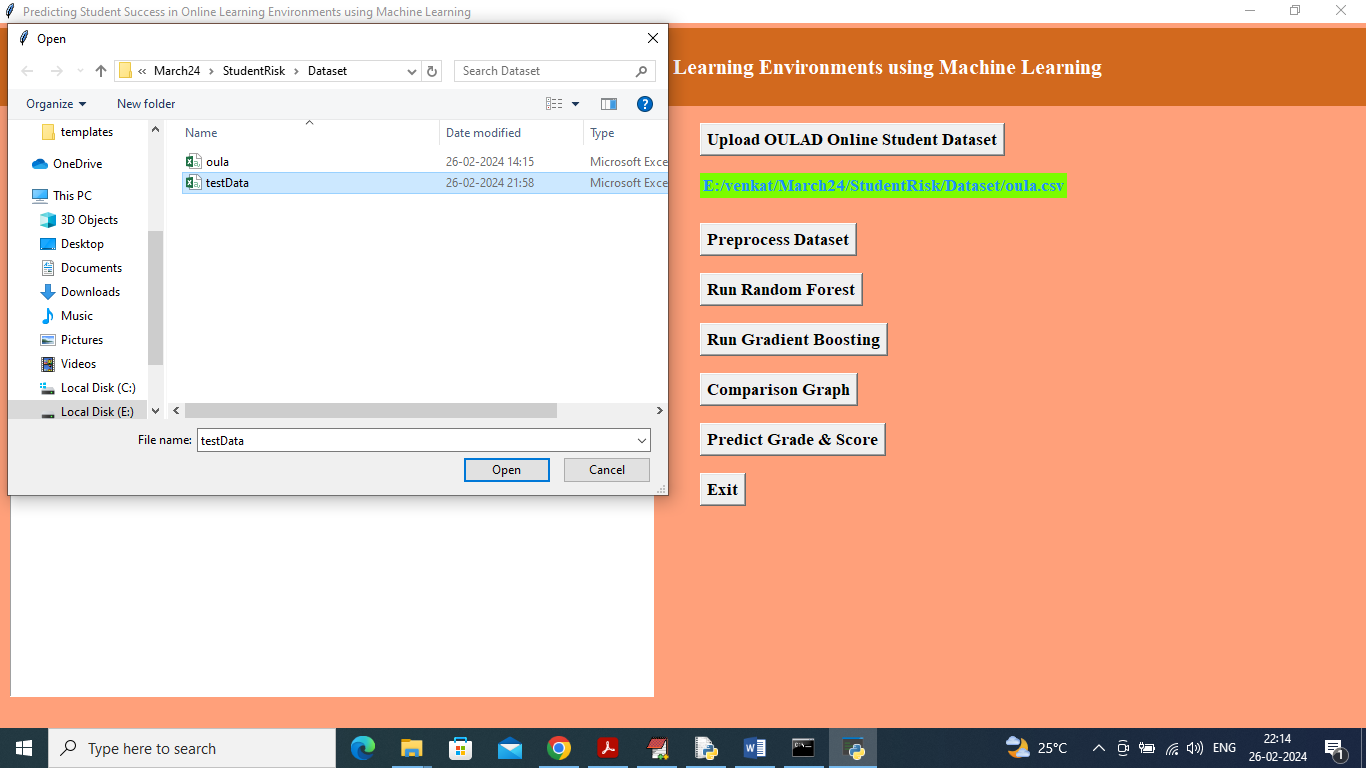 Predicting Student Success in Online Learning Environments using Machine Learning
Open
« March24 › StudentRisk › Dataset
Search Dataset
Organize
New folder
Name
Date modified
Type
templates
OneDrive
This PC
3D Objects
Desktop
Documents
Downloads
Music
Pictures
Videos
Local Disk (C:)
Local Disk (E:)
oula 26-02-2024 14:15 Microsoft Exce
testData 26-02-2024 21:58 Microsoft Exce
File name: testData
Open
Cancel
Learning Environments using Machine Learning
Upload OULAD Online Student Dataset
E:/venkat/March24/StudentRisk/Dataset/oula.csv
Preprocess Dataset
Run Random Forest
Run Gradient Boosting
Comparison Graph
Predict Grade & Score
Exit
Type here to search
25°C
ENG
22:14
26-02-2024
1